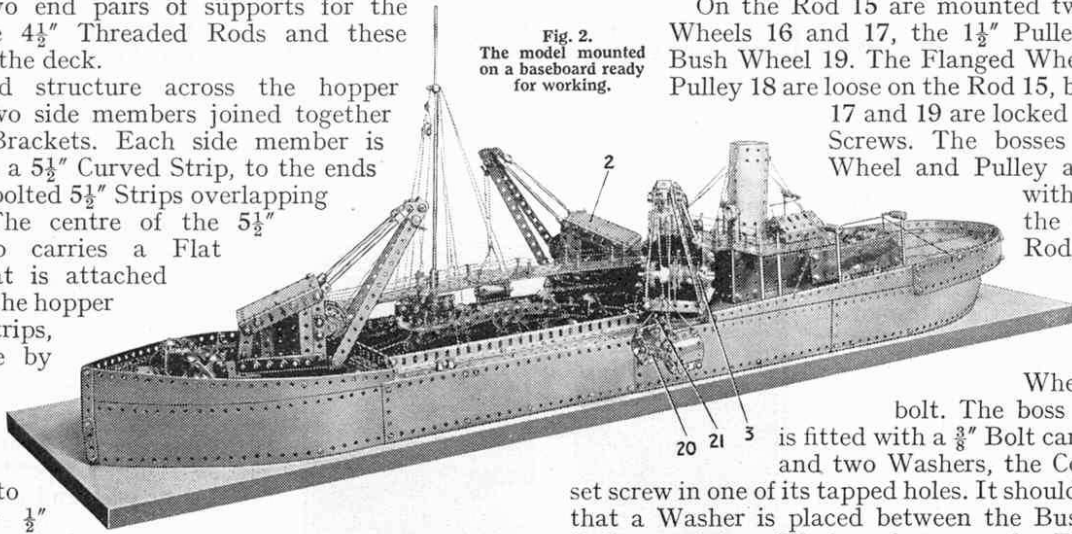 wo end pairs of supports for the
e 4½″ Threaded Rods and these
the deck.
d structure across the hopper
wo side members joined together
Brackets. Each side member is
a 5½″ Curved Strip, to the ends
bolted 5½″ Strips overlapping
The centre of the 5½″
p carries a Flat
at is attached
the hopper
trips,
e by
to
½″
Fig. 2.
The model mounted
on a baseboard ready
for working.
2
20
21
3
On the Rod 15 are mounted tw
Wheels 16 and 17, the 1½″ Pulle
Bush Wheel 19. The Flanged Whe
Pulley 18 are loose on the Rod 15, b
17 and 19 are locked
Screws. The bosses
Wheel and Pulley a
with
the
Rod
Whe
bolt. The boss
is fitted with a ⅜″ Bolt car
and two Washers, the Co
set screw in one of its tapped holes. It should
that a Washer is placed between the Bus